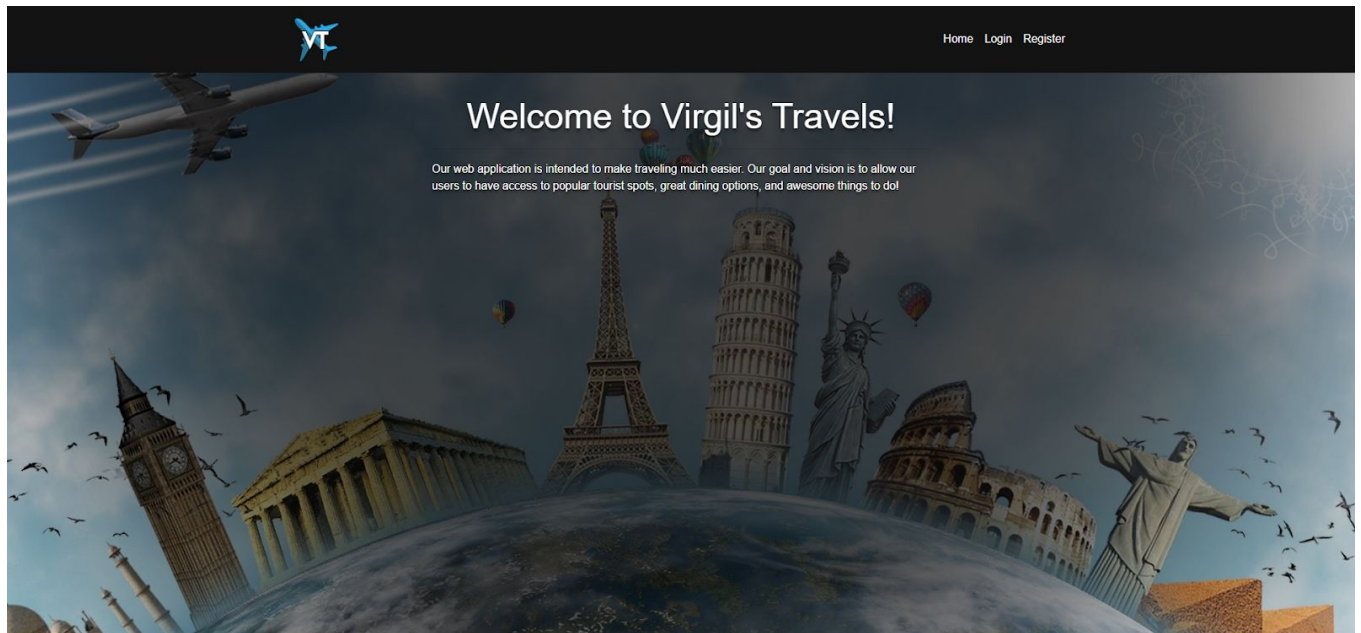 VT
Home Login Register
Welcome to Virgil's Travels!
Our web application is intended to make traveling much easier. Our goal and vision is to allow our
users to have access to popular tourist spots, great dining options, and awesome things to do!